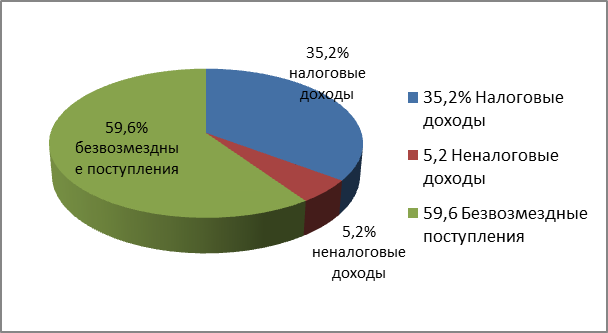 35,2%
налоговые
доходы
59,6%
безвозмездны
е поступления
5,2%
неналоговые
доходы
35,2% Налоговые
доходы
5,2 Неналоговые
доходы
59,6 Безвозмездные
поступления